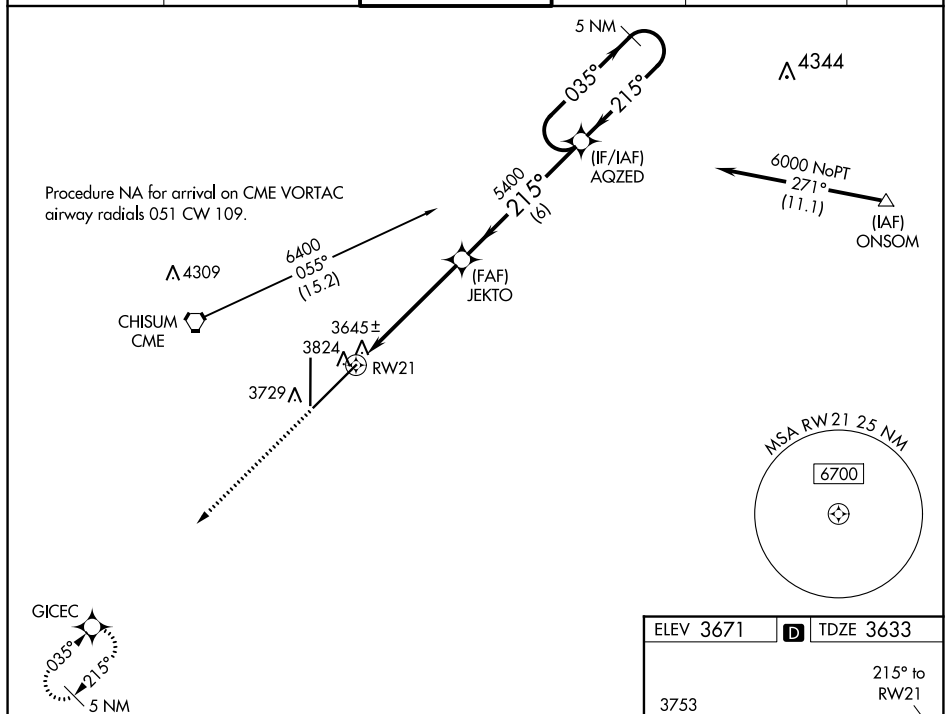 5 NM
035°
215°
4344
(IF/IAF)
AQZED
6000 NoPT
271°
(11.1)
(IAF)
ONSOM
5400
215°
(6)
Procedure NA for arrival on CME VORTAC
airway radials 051 CW 109.
6400
055°
(15.2)
4309
(FAF)
JEKTO
CHISUM
CME
3645±
3824
RW21
3729
MSA RW21 25 NM
6700
GICEC
035°
215°
5 NM
ELEV 3671
D
TDZE 3633
215° to
RW21
3753